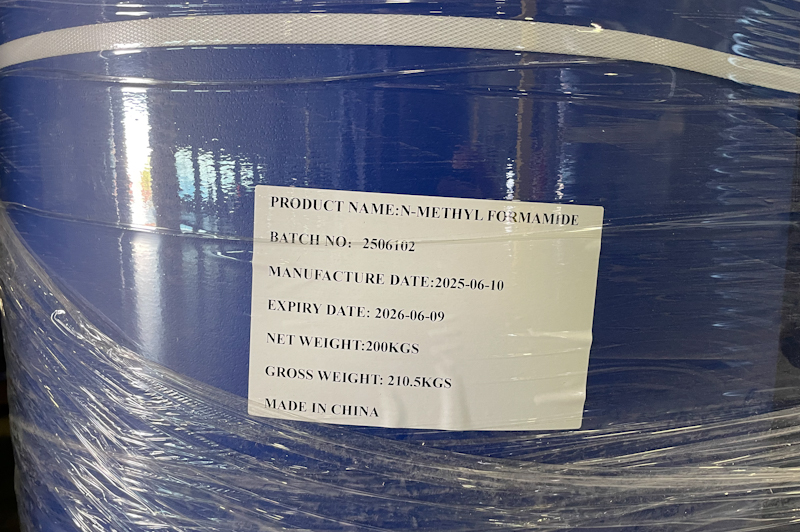 PRODUCT NAME:N-METHYL FORMAMIDE
BATCH NO: 2506102
MANUFACTURE DATE:2025-06-10
EXPIRY DATE: 2026-06-09
NET WEIGHT:200KGS
GROSS WEIGHT: 210.5KGS
MADE IN CHINA